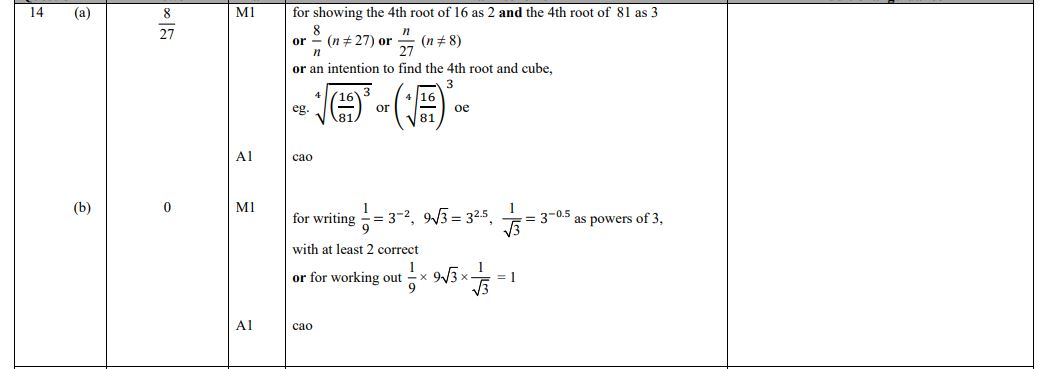 14 (a) 8/27 M1 for showing the 4th root of 16 as 2 and the 4th root of 81 as 3
or 8/n (n ≠ 27) or n/27 (n ≠ 8)
or an intention to find the 4th root and cube,
eg. ∜(16/81)³ or (∜(16/81))³ oe
A1 cao
(b) 0 M1 for writing 1/9 = 3⁻², 9√3 = 3^2.5, 1/√3 = 3^−0.5 as powers of 3,
with at least 2 correct
or for working out 1/9 × 9√3 × 1/√3 = 1
A1 cao